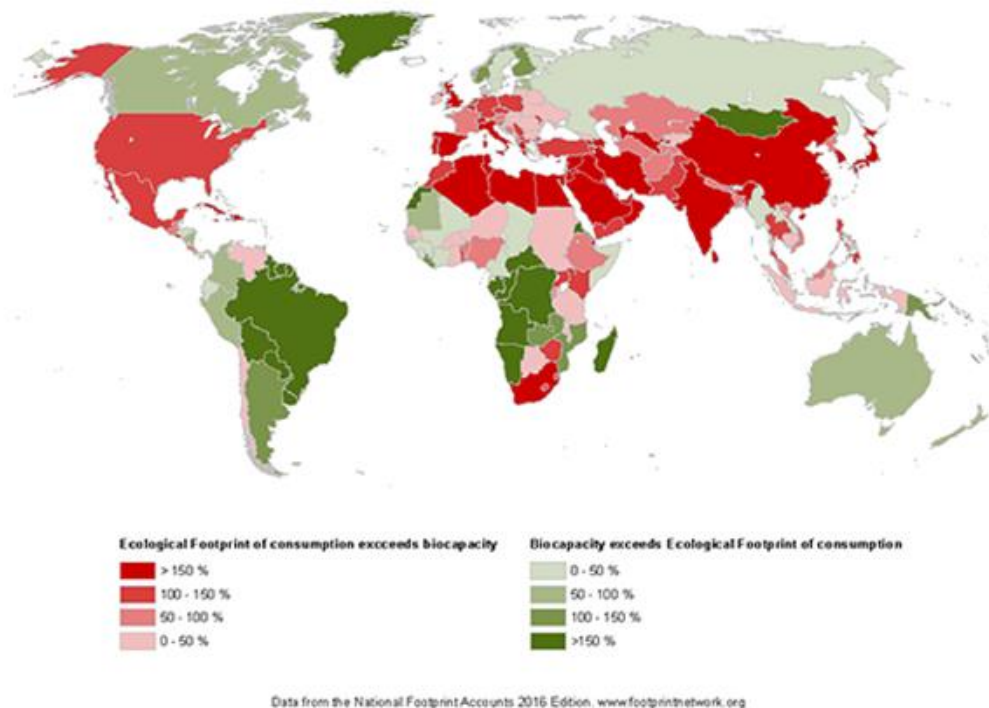 Ecological Footprint of consumption excceeds biocapacity
> 150 %
100 - 150 %
50 - 100 %
0 - 50 %
Biocapacity exceeds Ecological Footprint of consumption
0 - 50 %
50 - 100 %
100 - 150 %
>150 %
Data from the National Footprint Accounts 2016 Edition. www.footprintnetwork.org